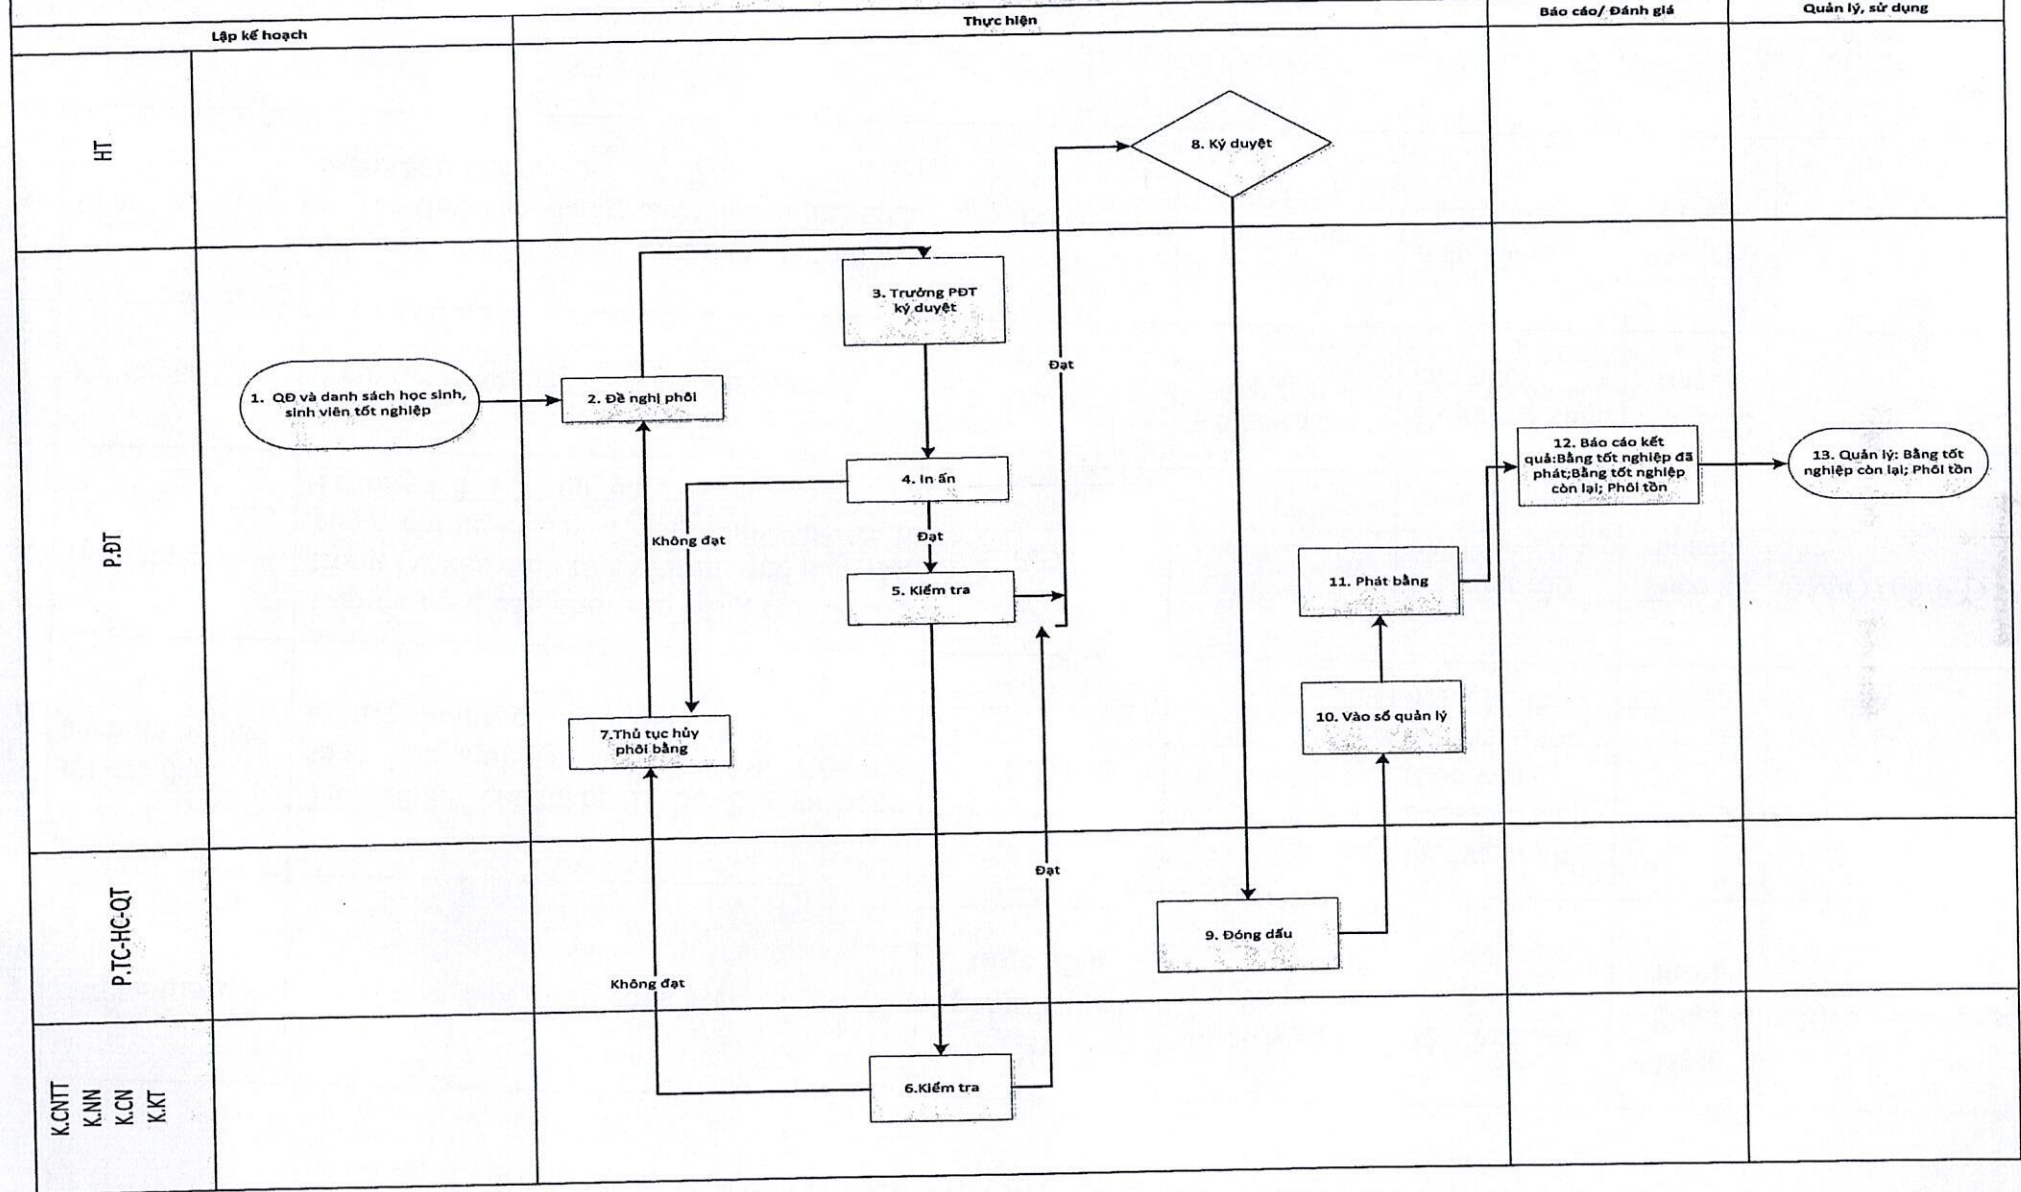 Lập kế hoạch
Thực hiện
Báo cáo/ Đánh giá
Quản lý, sử dụng
HT
8. Ký duyệt
P.ĐT
1. QĐ và danh sách học sinh,
sinh viên tốt nghiệp
2. Đề nghị phôi
3. Trưởng PĐT
ký duyệt
Đạt
4. In ấn
Không đạt
Đạt
5. Kiểm tra
7.Thủ tục hủy
phôi bằng
11. Phát bằng
10. Vào sổ quản lý
12. Báo cáo kết
quả:Bằng tốt nghiệp đã
phát;Bằng tốt nghiệp
còn lại; Phôi tồn
13. Quản lý: Bằng tốt
nghiệp còn lại; Phôi tồn
P.TC-HC-QT
Không đạt
Đạt
9. Đóng dấu
K.CNTT
K.NN
K.CN
K.KT
6.Kiểm tra